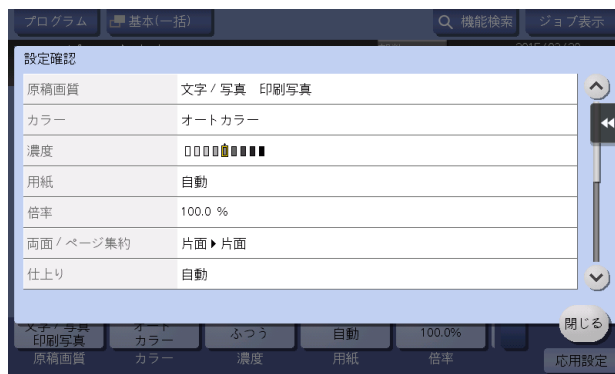 プログラム
基本(一括)
機能検索
ジョブ表示
設定確認
原稿画質 文字 / 写真 印刷写真
カラー オートカラー
濃度
用紙 自動
倍率 100.0 %
両面 / ページ集約 片面 片面
仕上り 自動
閉じる
文字 / 写真
印刷写真
オート
カラー
ふつう
自動
100.0%
原稿画質
カラー
濃度
用紙
倍率
応用設定